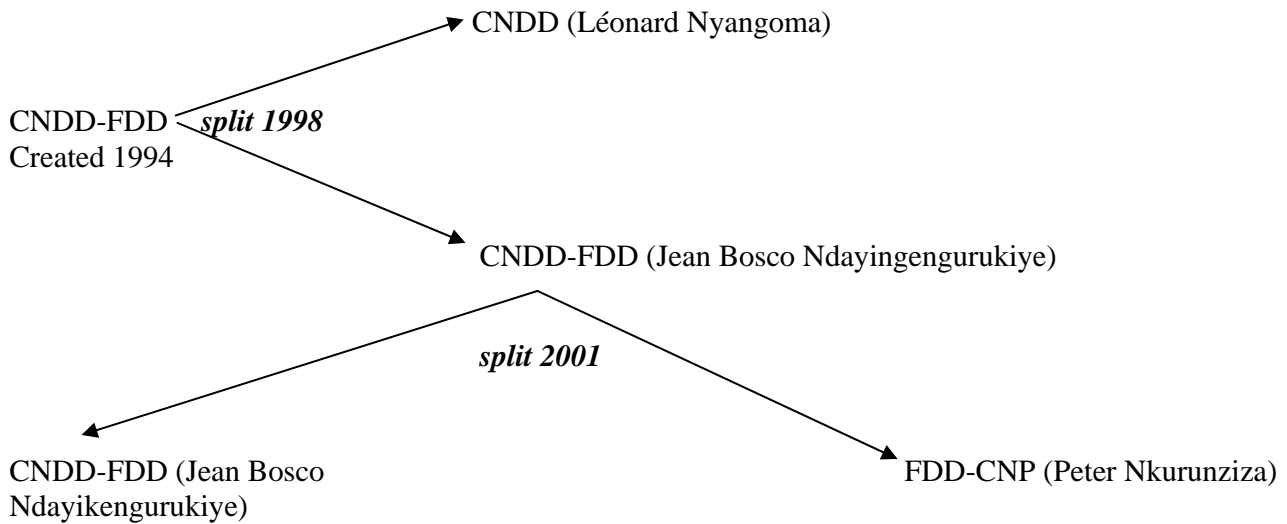 CNDD (Léonard Nyangoma)
CNDD-FDD split 1998
Created 1994
CNDD-FDD (Jean Bosco Ndayingengurukiye)
split 2001
CNDD-FDD (Jean Bosco
Ndayikengurukiye)
FDD-CNP (Peter Nkurunziza)